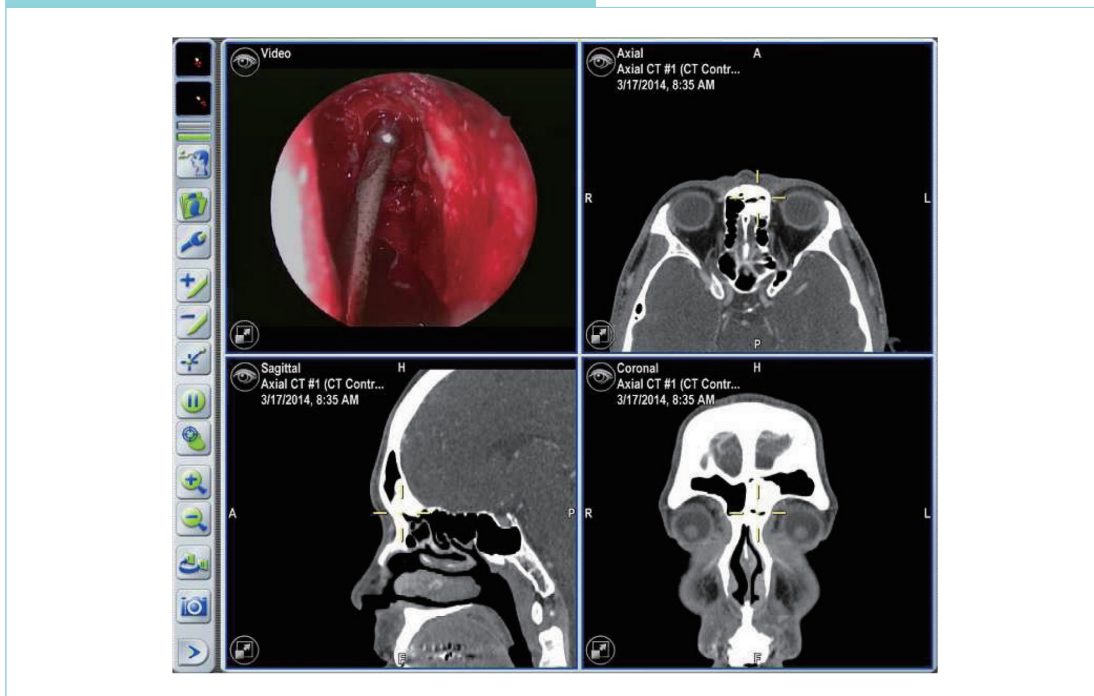 Video
Axial
Axial CT #1 (CT Contr...
3/17/2014, 8:35 AM
A
R
L
P
Sagittal
Axial CT #1 (CT Contr...
3/17/2014, 8:35 AM
H
A
P
F
Coronal
Axial CT #1 (CT Contr...
3/17/2014, 8:35 AM
H
R
L
F